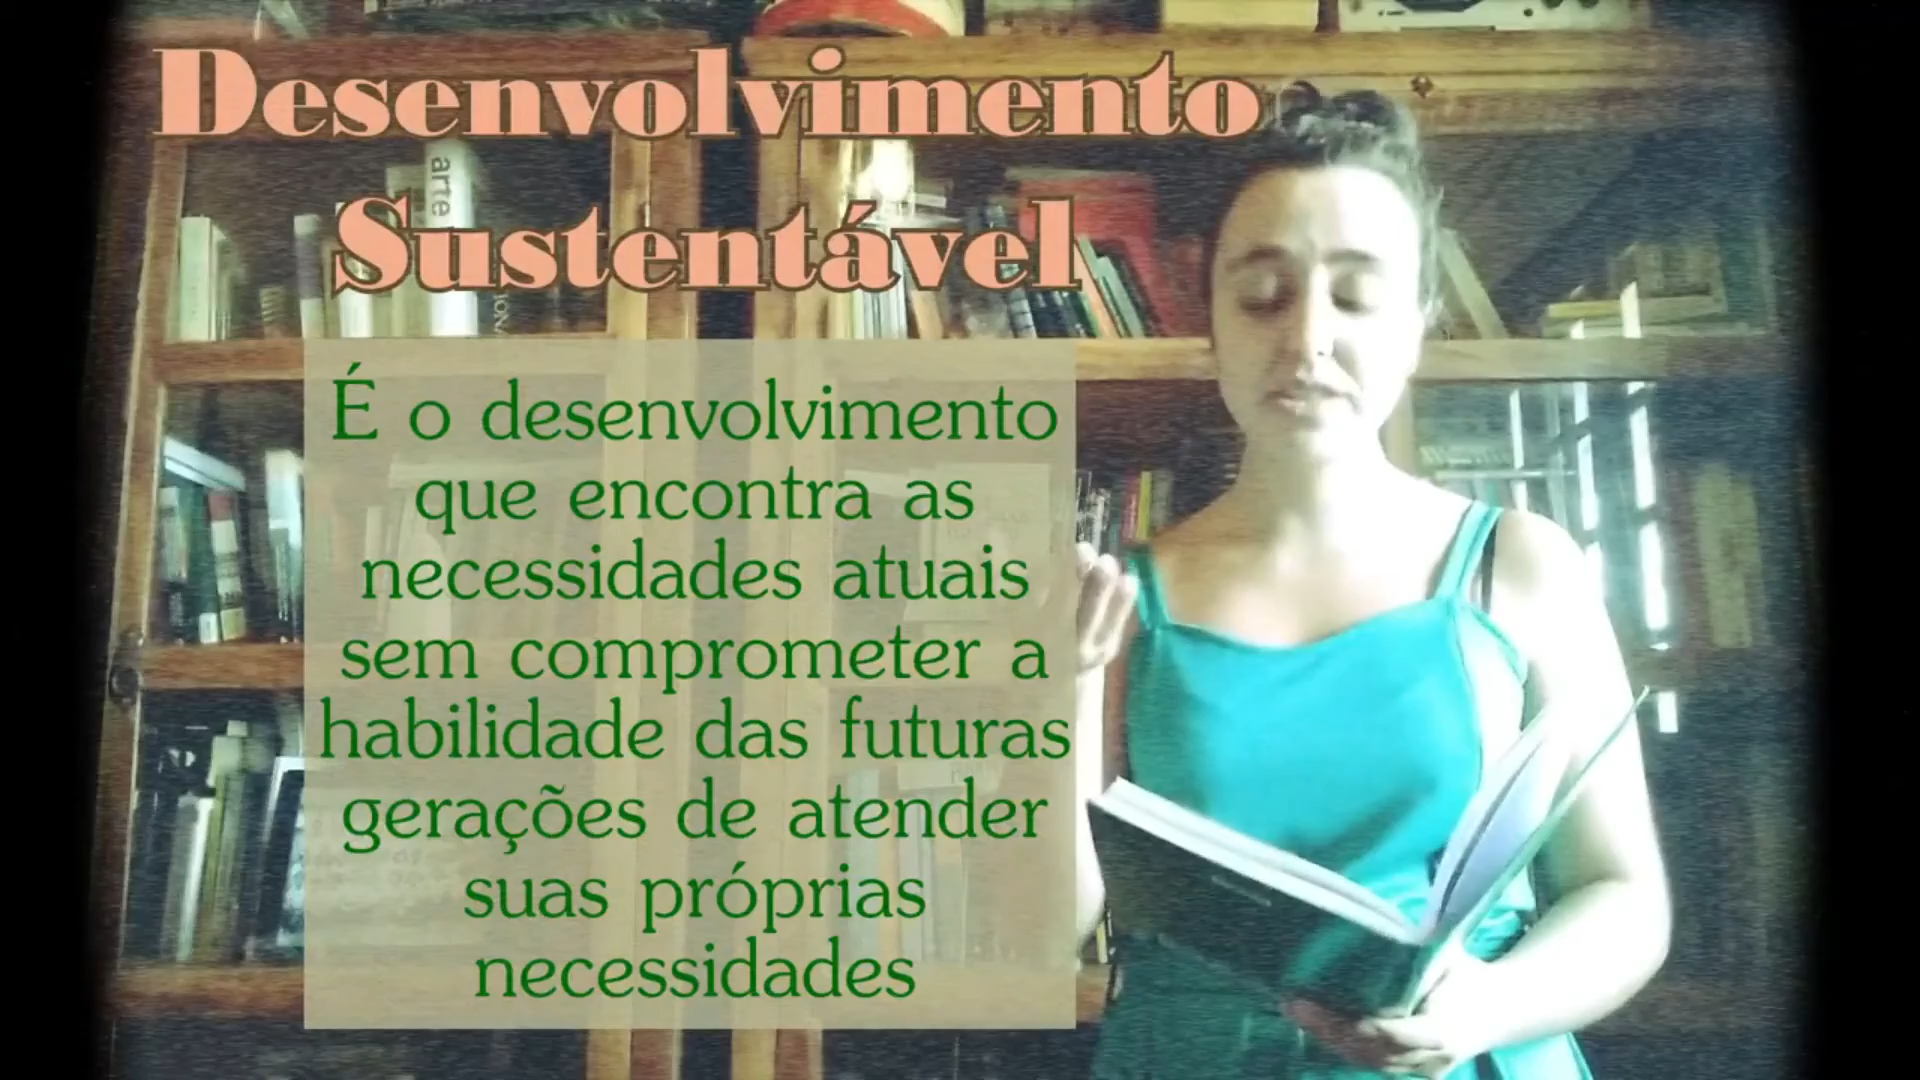 Desenvolvimento
Sustentável
É o desenvolvimento
que encontra as
necessidades atuais
sem comprometer a
habilidade das futuras
gerações de atender
suas próprias
necessidades
arte